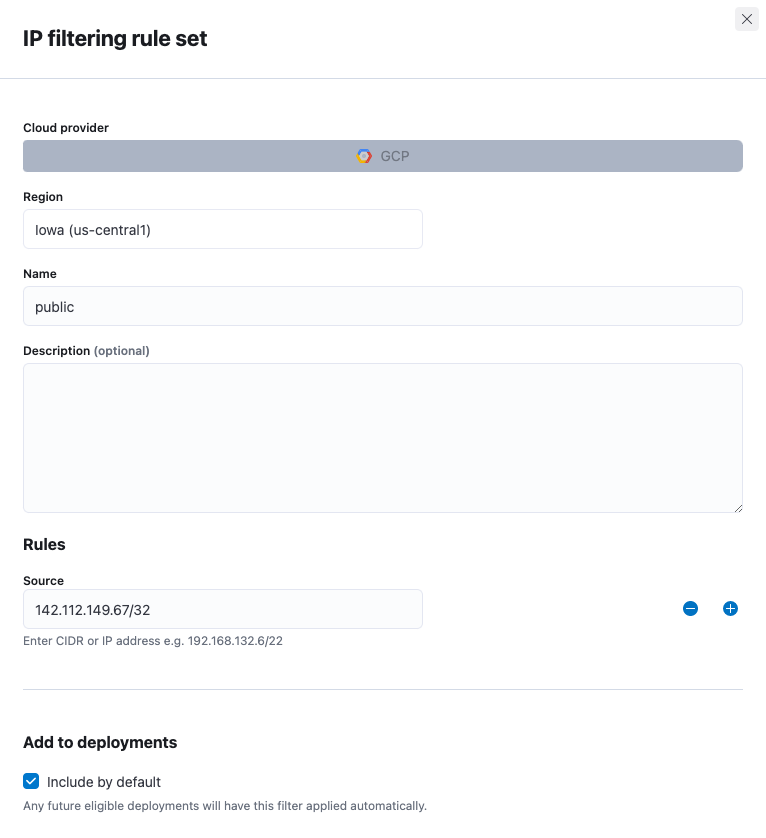 IP filtering rule set
Cloud provider
GCP
Region
Iowa (us-central1)
Name
public
Description (optional)
Rules
Source
142.112.149.67/32
Enter CIDR or IP address e.g. 192.168.132.6/22
Add to deployments
Include by default
Any future eligible deployments will have this filter applied automatically.